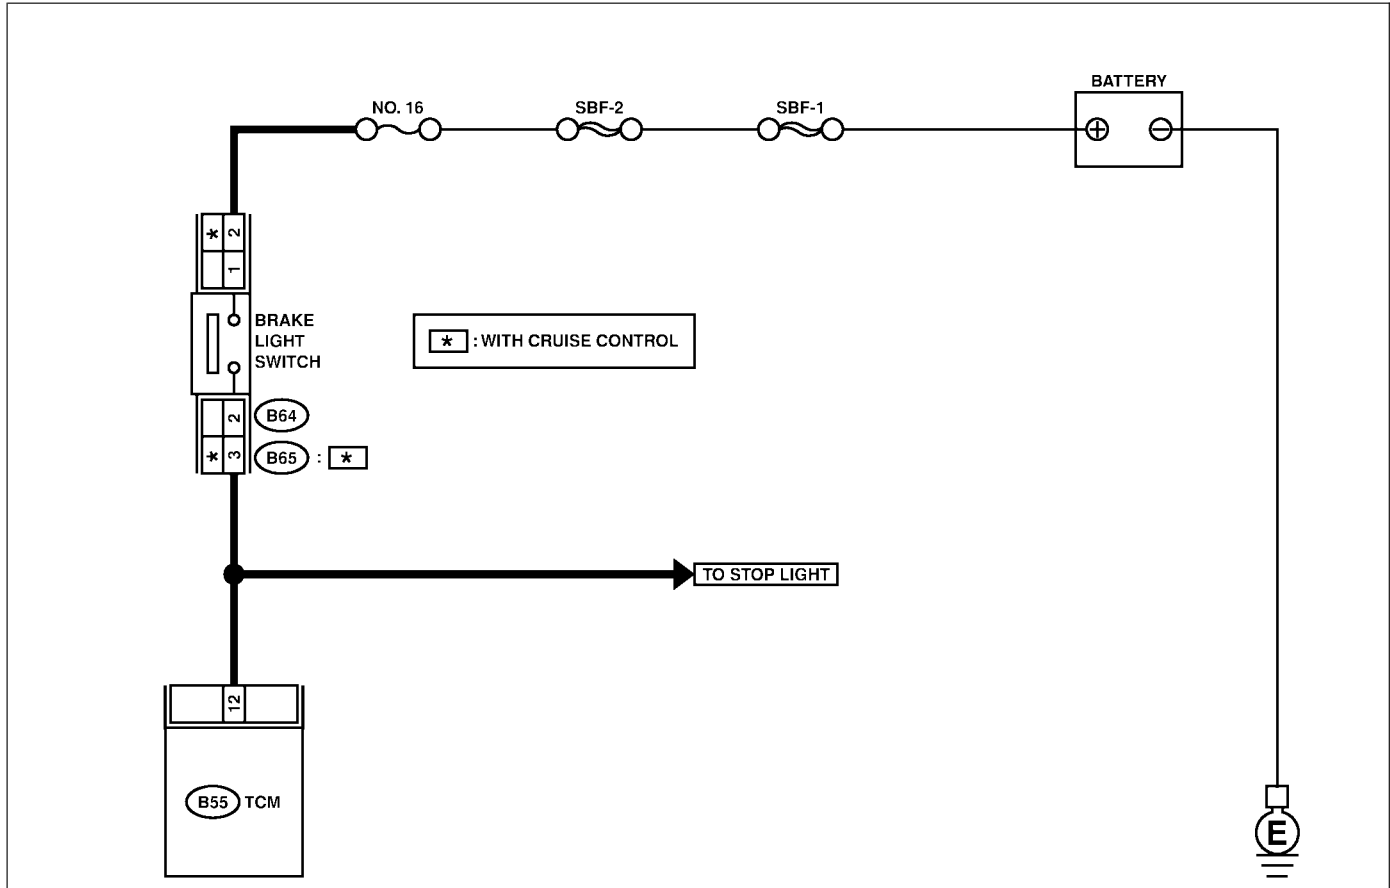 BATTERY
NO. 16
SBF-2
SBF-1
+
−
* 2
1
BRAKE
LIGHT
SWITCH
* : WITH CRUISE CONTROL
2 B64
* 3 B65 : *
TO STOP LIGHT
12
B55 TCM
E